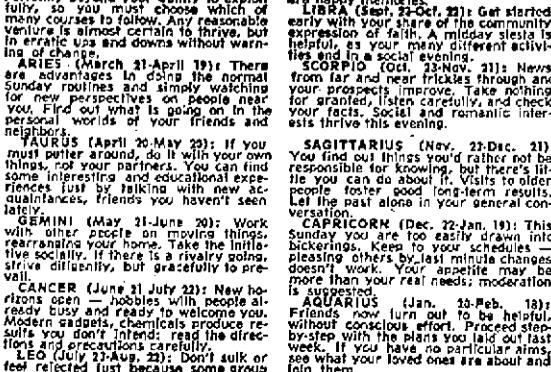 fully, so you must choose which of
many courses to follow. Any reasonable
venture is almost certain to thrive, but
in erratic ups and downs without warn-
ing of change.
ARIES (March 21-April 19): There
are advantages in doing the normal
Sunday routines and simply watching
for new perspectives on people near
you. Find out what is going on in the
personal worlds of your friends and
neighbors.
TAURUS (April 20-May 20): If you
must putter around, do it with your own
things, not your partners. You can find
some interesting and educational expe-
riences just by talking with new ac-
quaintances, friends you haven't seen
lately.
GEMINI (May 21-June 20): Work
with other people on moving things,
rearranging your home. Take the initia-
tive socially. If there is a rivalry going,
strive diligently, but gracefully to pre-
vail.
CANCER (June 21 July 22): New ho-
rizons open — hobbies with people al-
ready busy and ready to welcome you.
Modern gadgets, chemicals produce re-
sults you don't intend: read the direc-
tions and precautions carefully.
LEO (July 23-Aug. 22): Don't sulk or
feel rejected just because some group
are happy memories.
LIBRA (Sept. 23-Oct. 22): Get started
early with your share of the community
expression of faith. A midday siesta is
helpful, as your many different activi-
ties end in a social evening.
SCORPIO (Oct. 23-Nov. 21): News
from far and near trickles through and
your prospects improve. Take nothing
for granted, listen carefully, and check
your facts. Social and romantic inter-
ests thrive this evening.
SAGITTARIUS (Nov. 22-Dec. 21)
You find out things you'd rather not be
responsible for knowing, but there's lit-
tle you can do about it. Visits to older
people foster good long-term results.
Let the past alone in your general con-
versation.
CAPRICORN (Dec. 22-Jan. 19): This
Sunday you are too easily drawn into
bickerings. Keep to your schedules —
pleasing others by last minute changes
doesn't work. Your appetite may be
more than your real needs; moderation
is suggested.
AQUARIUS (Jan. 20-Feb. 18):
Friends now turn out to be helpful,
without conscious effort. Proceed step-
by-step with the plans you laid out last
week. If you have no particular aims,
see what your loved ones are about and
join them.